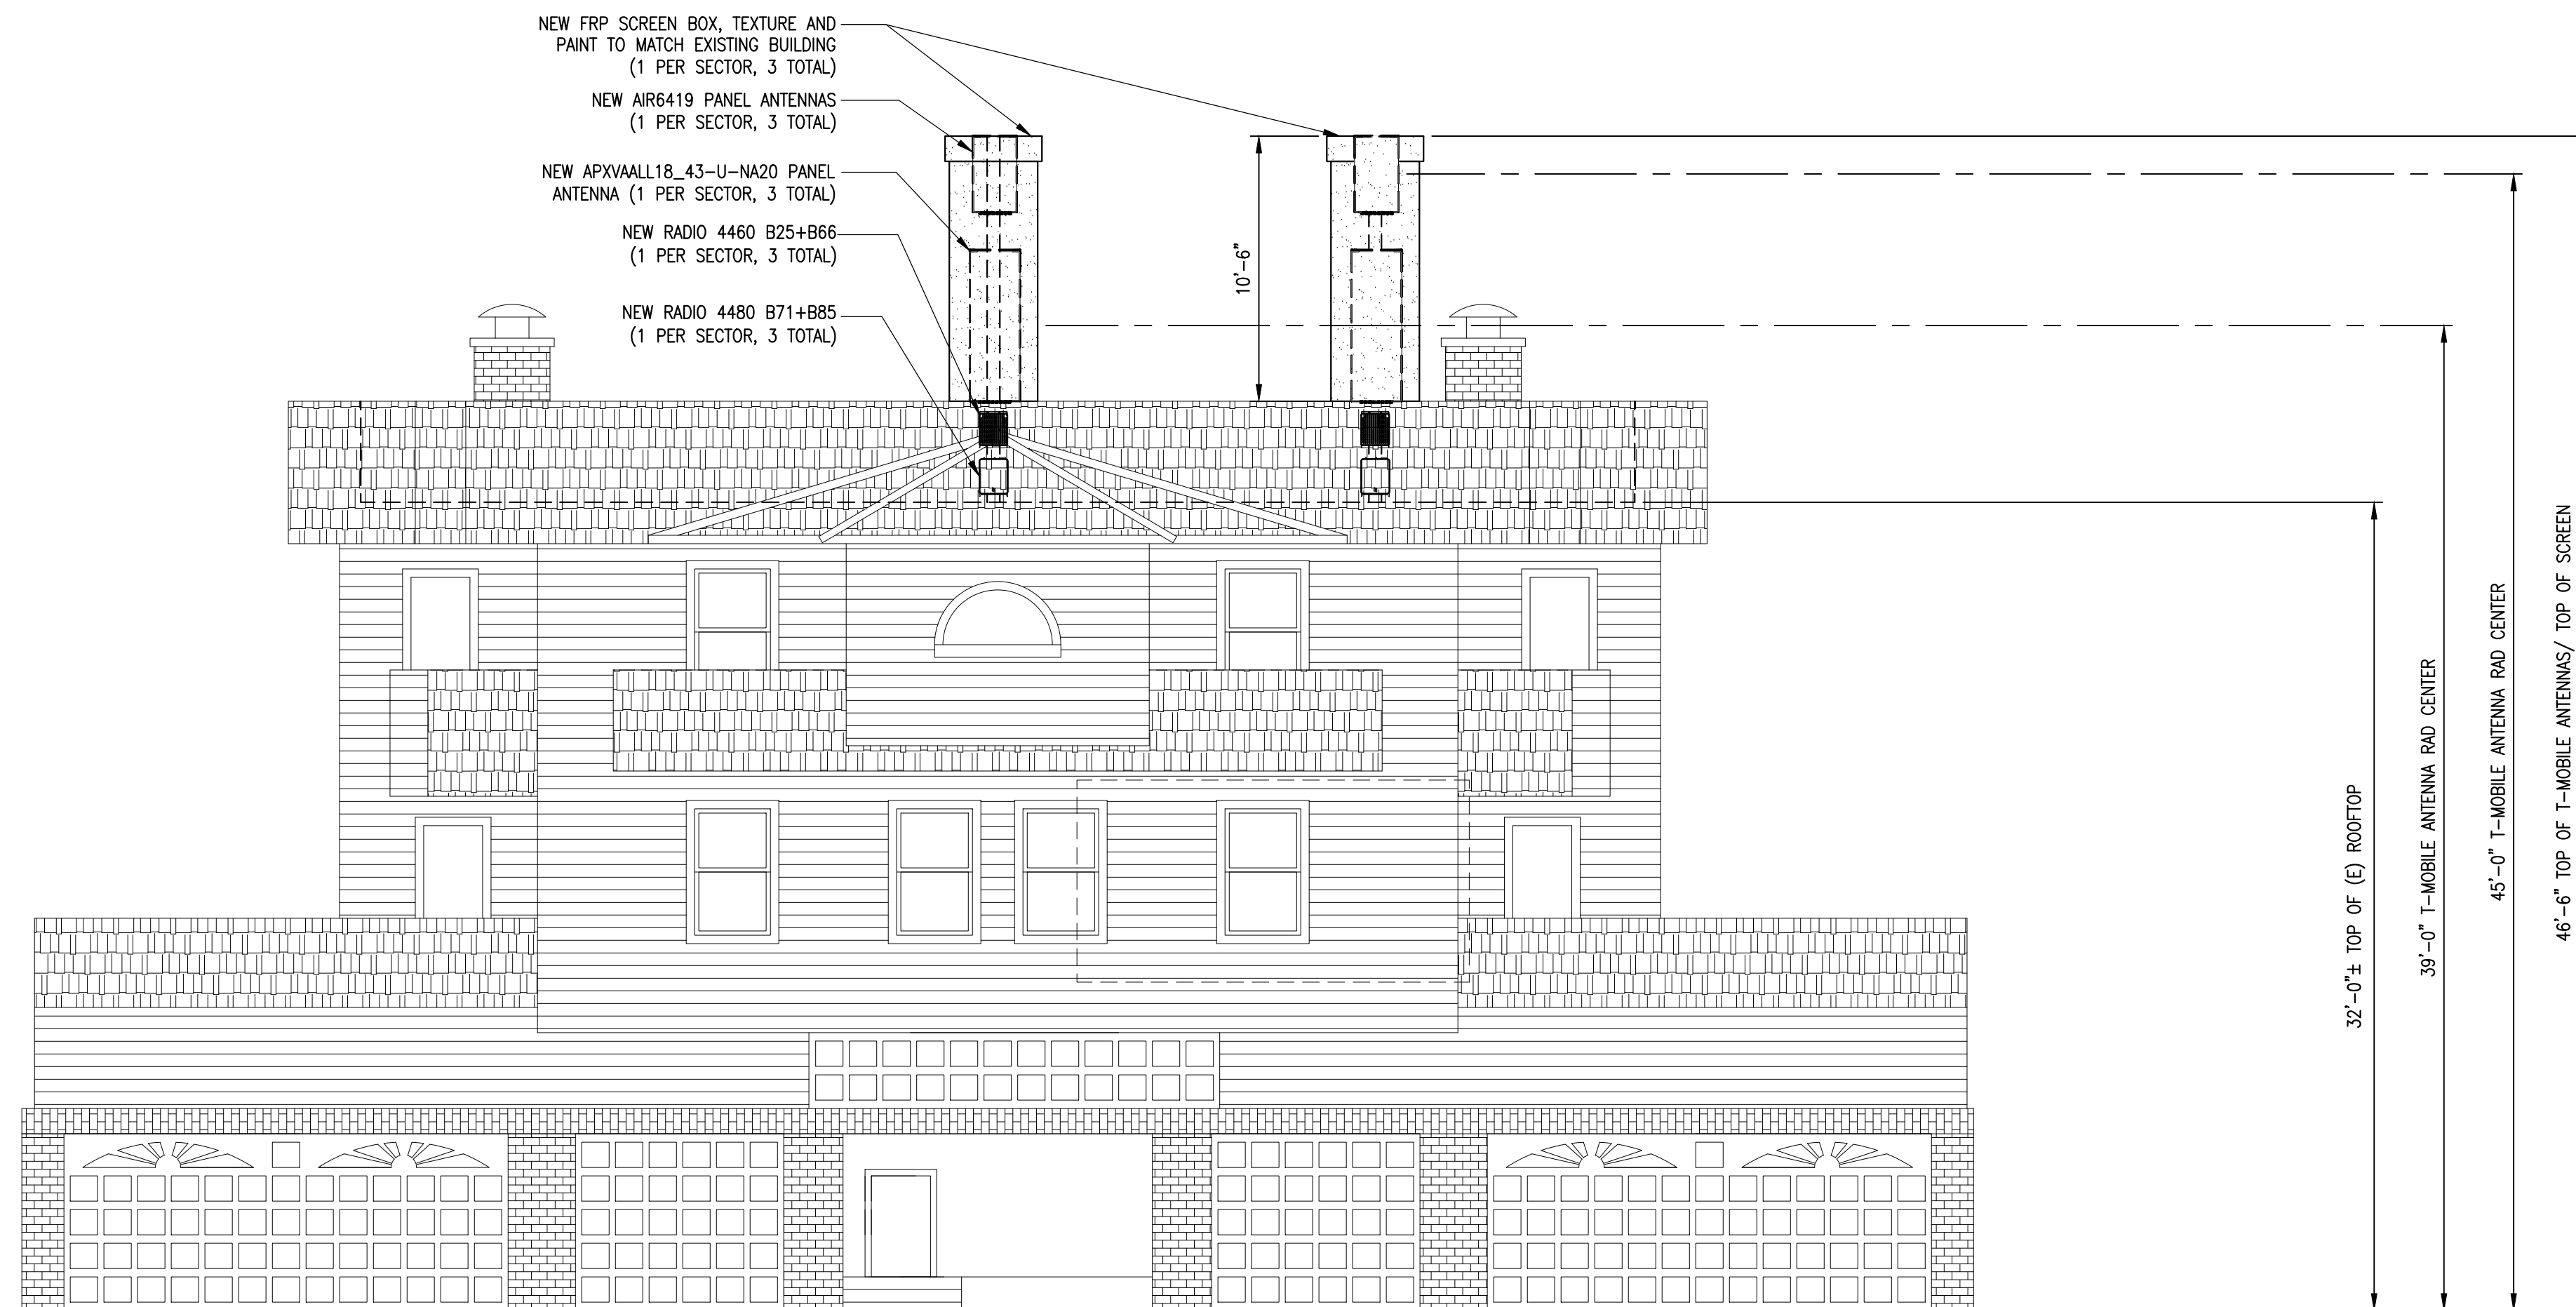 NEW FRP SCREEN BOX, TEXTURE AND
PAINT TO MATCH EXISTING BUILDING
(1 PER SECTOR, 3 TOTAL)
NEW AIR6419 PANEL ANTENNAS
(1 PER SECTOR, 3 TOTAL)
NEW APXVAALL18_43-U-NA20 PANEL
ANTENNA (1 PER SECTOR, 3 TOTAL)
NEW RADIO 4460 B25+B66
(1 PER SECTOR, 3 TOTAL)
NEW RADIO 4480 B71+B85
(1 PER SECTOR, 3 TOTAL)
10'-6"
32'-0"± TOP OF (E) ROOFTOP
39'-0" T-MOBILE ANTENNA RAD CENTER
45'-0" T-MOBILE ANTENNA RAD CENTER
46'-6" TOP OF T-MOBILE ANTENNAS/ TOP OF SCREEN